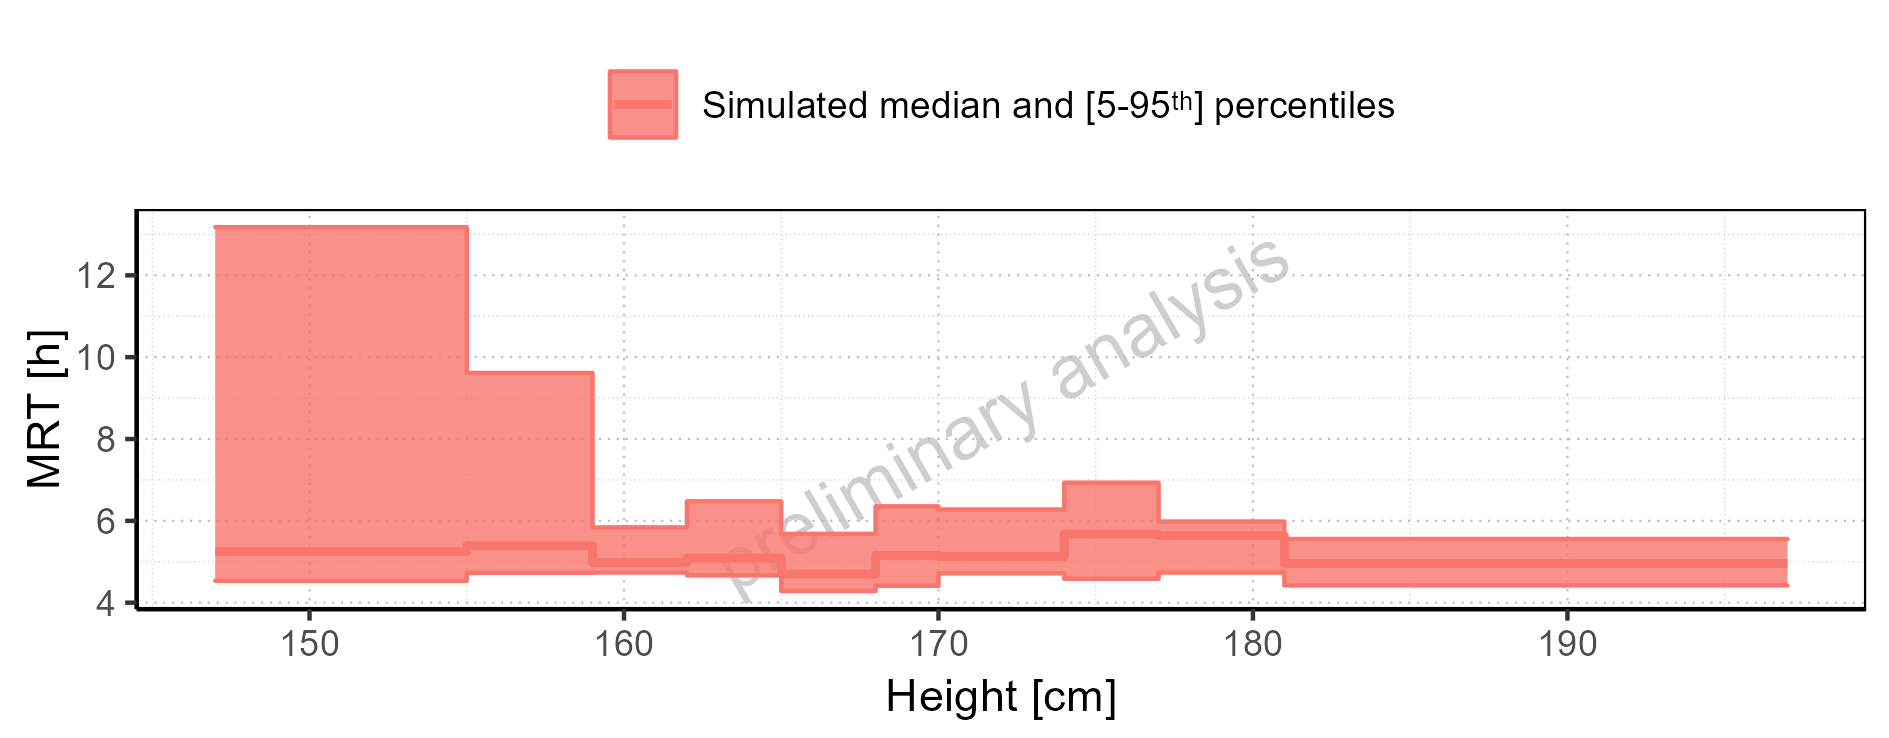 Simulated median and [5-95th] percentiles
MRT [h]
12
10
8
6
4
preliminary analysis
150 160 170 180 190
Height [cm]